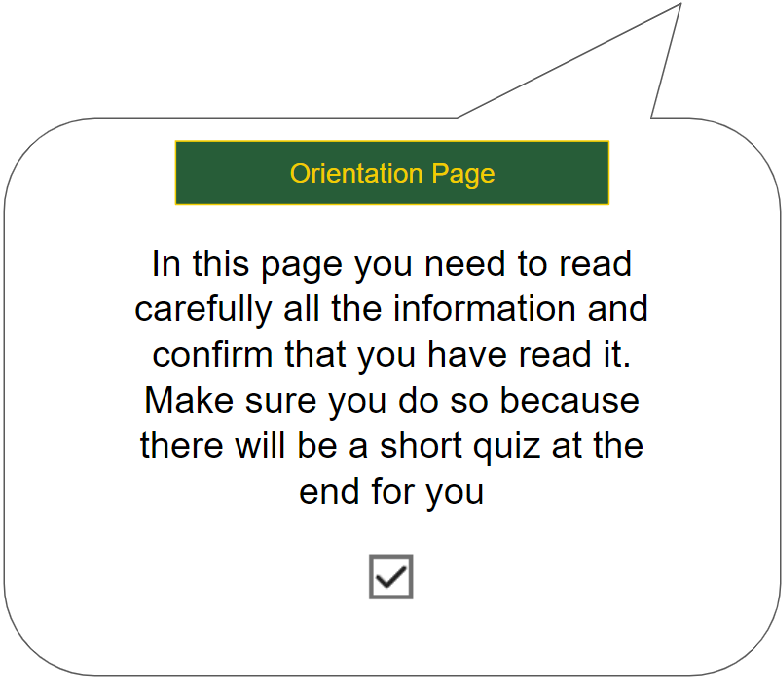 Orientation Page
In this page you need to read
carefully all the information and
confirm that you have read it.
Make sure you do so because
there will be a short quiz at the
end for you